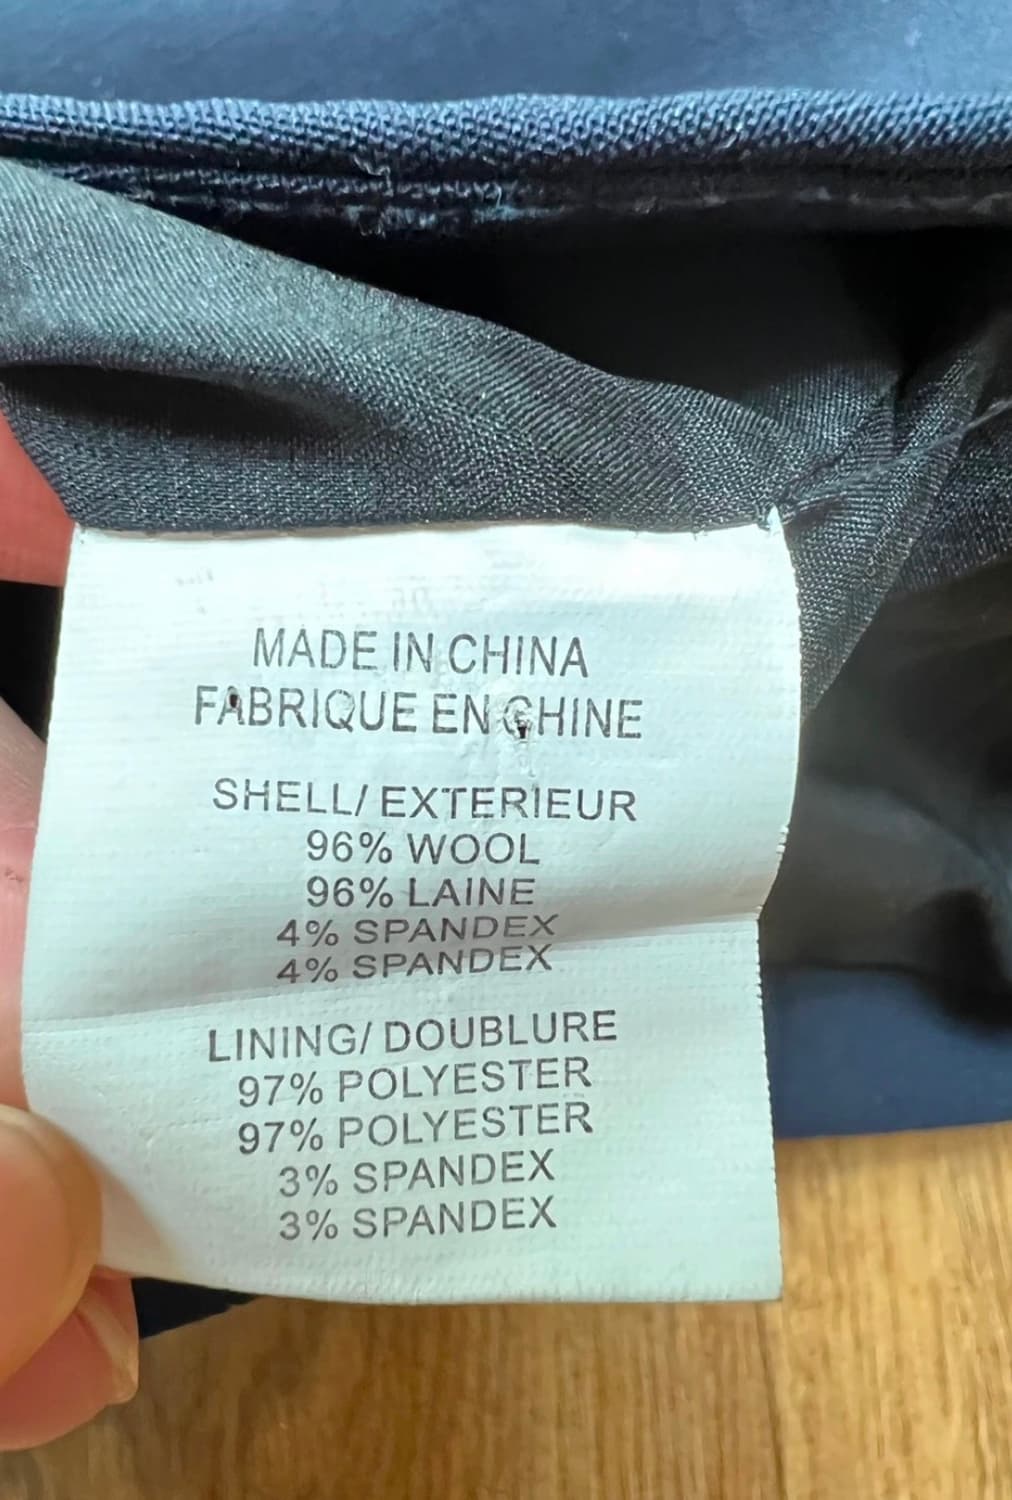 MADE IN CHINA
FABRIQUE EN CHINE
SHELL/ EXTERIEUR
96% WOOL
96% LAINE
4% SPANDEX
4% SPANDEX
LINING/ DOUBLURE
97% POLYESTER
97% POLYESTER
3% SPANDEX
3% SPANDEX